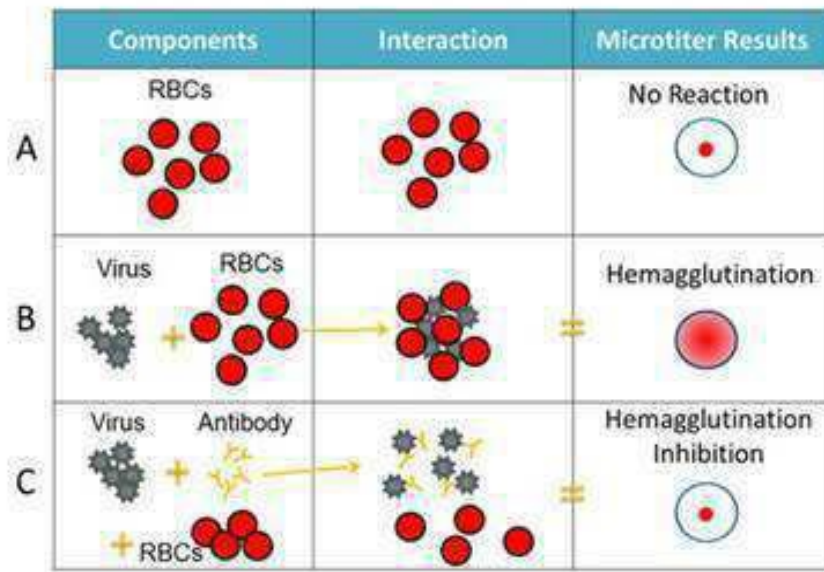 Components Interaction Microtiter Results
A
RBCs
No Reaction
B
Virus
RBCs
+
Hemagglutination
=
C
Virus
Antibody
+
+ RBCs
Hemagglutination
Inhibition
=